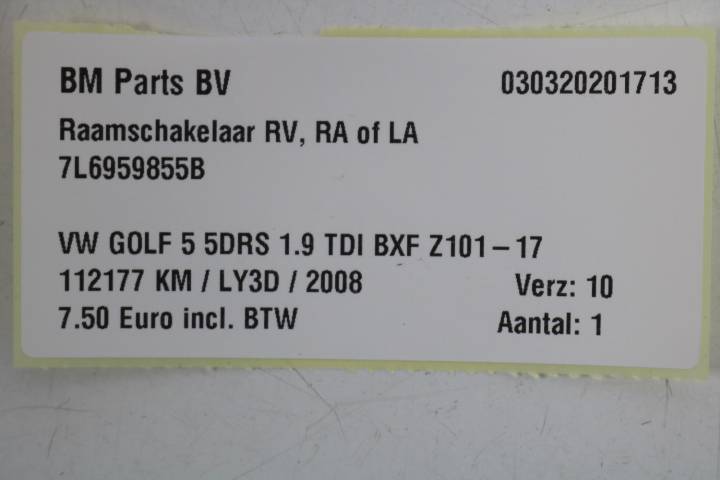 BM Parts BV 030320201713
Raamschakelaar RV, RA of LA
7L6959855B
VW GOLF 5 5DRS 1.9 TDI BXF Z101-17
112177 KM / LY3D / 2008 Verz: 10
7.50 Euro incl. BTW Aantal: 1